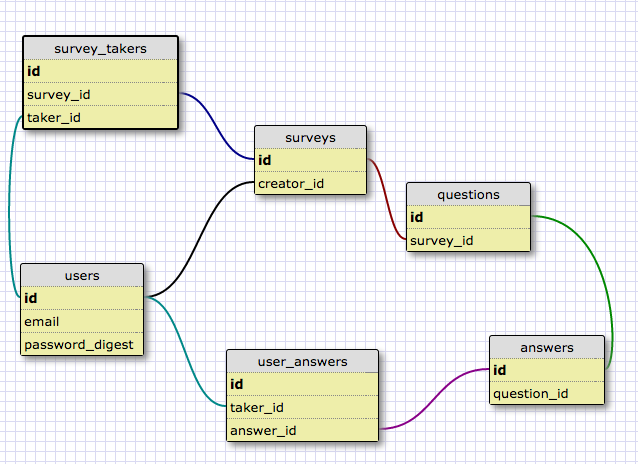 survey_takers
id
survey_id
taker_id
surveys
id
creator_id
questions
id
survey_id
users
id
email
password_digest
user_answers
id
taker_id
answer_id
answers
id
question_id